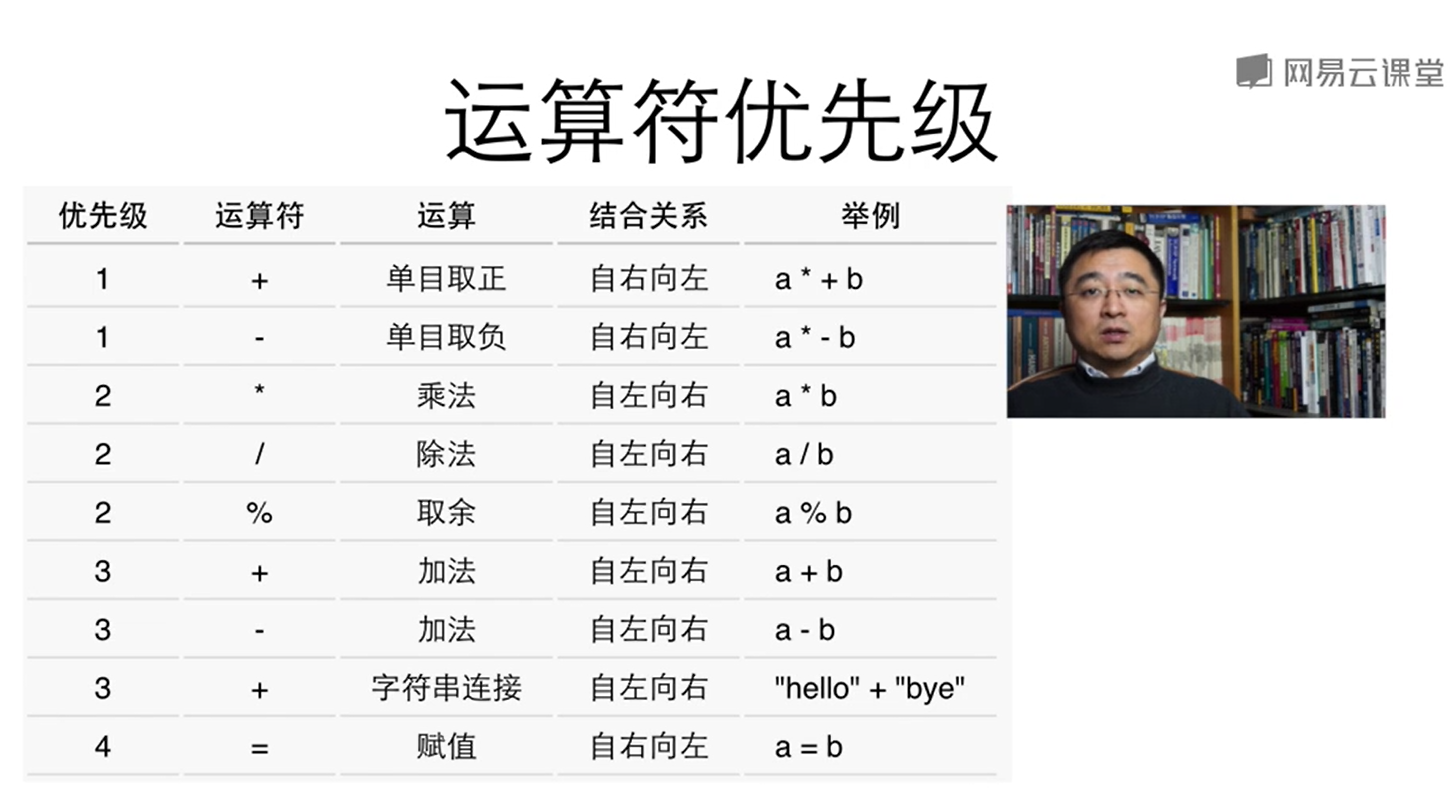 网易云课堂
运算符优先级
优先级 运算符 运算 结合关系 举例
1 + 单目取正 自右向左 a * + b
1 - 单目取负 自右向左 a * - b
2 * 乘法 自左向右 a * b
2 / 除法 自左向右 a / b
2 % 取余 自左向右 a % b
3 + 加法 自左向右 a + b
3 - 加法 自左向右 a - b
3 + 字符串连接 自左向右 "hello" + "bye"
4 = 赋值 自右向左 a = b